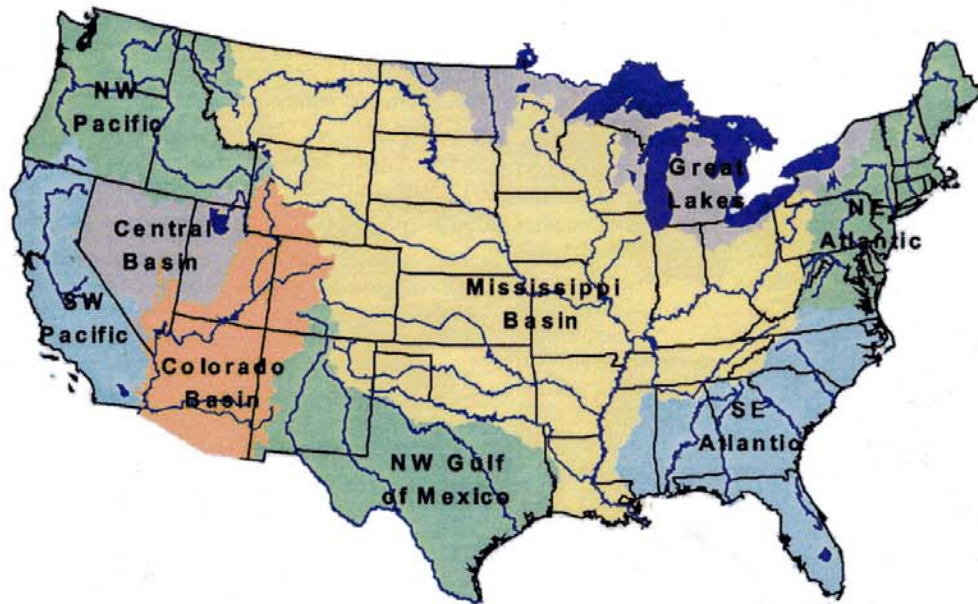 NW
Pacific
Great
Lakes
Central
Basin
NE
Atlantic
SW
Pacific
Mississippi
Basin
Colorado
Basin
SE
Atlantic
NW Gulf
of Mexico